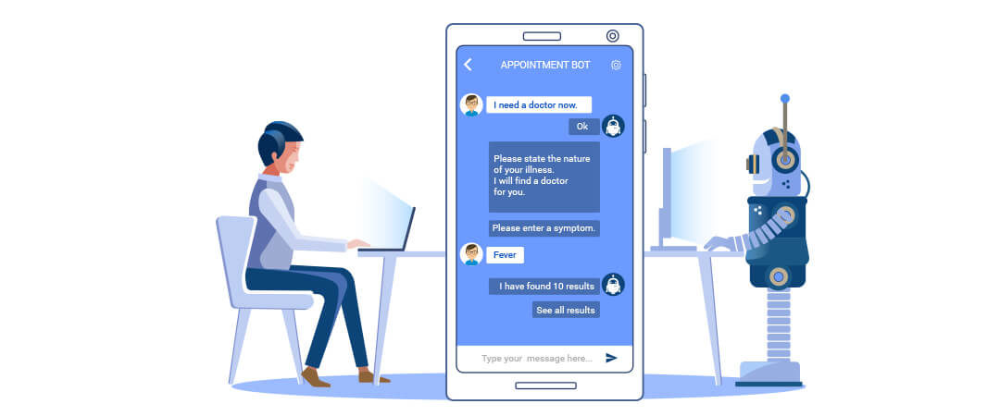 APPOINTMENT BOT
I need a doctor now.
Ok
Please state the nature
of your illness.
I will find a doctor
for you.
Please enter a symptom.
Fever
I have found 10 results
See all results
Type your message here...